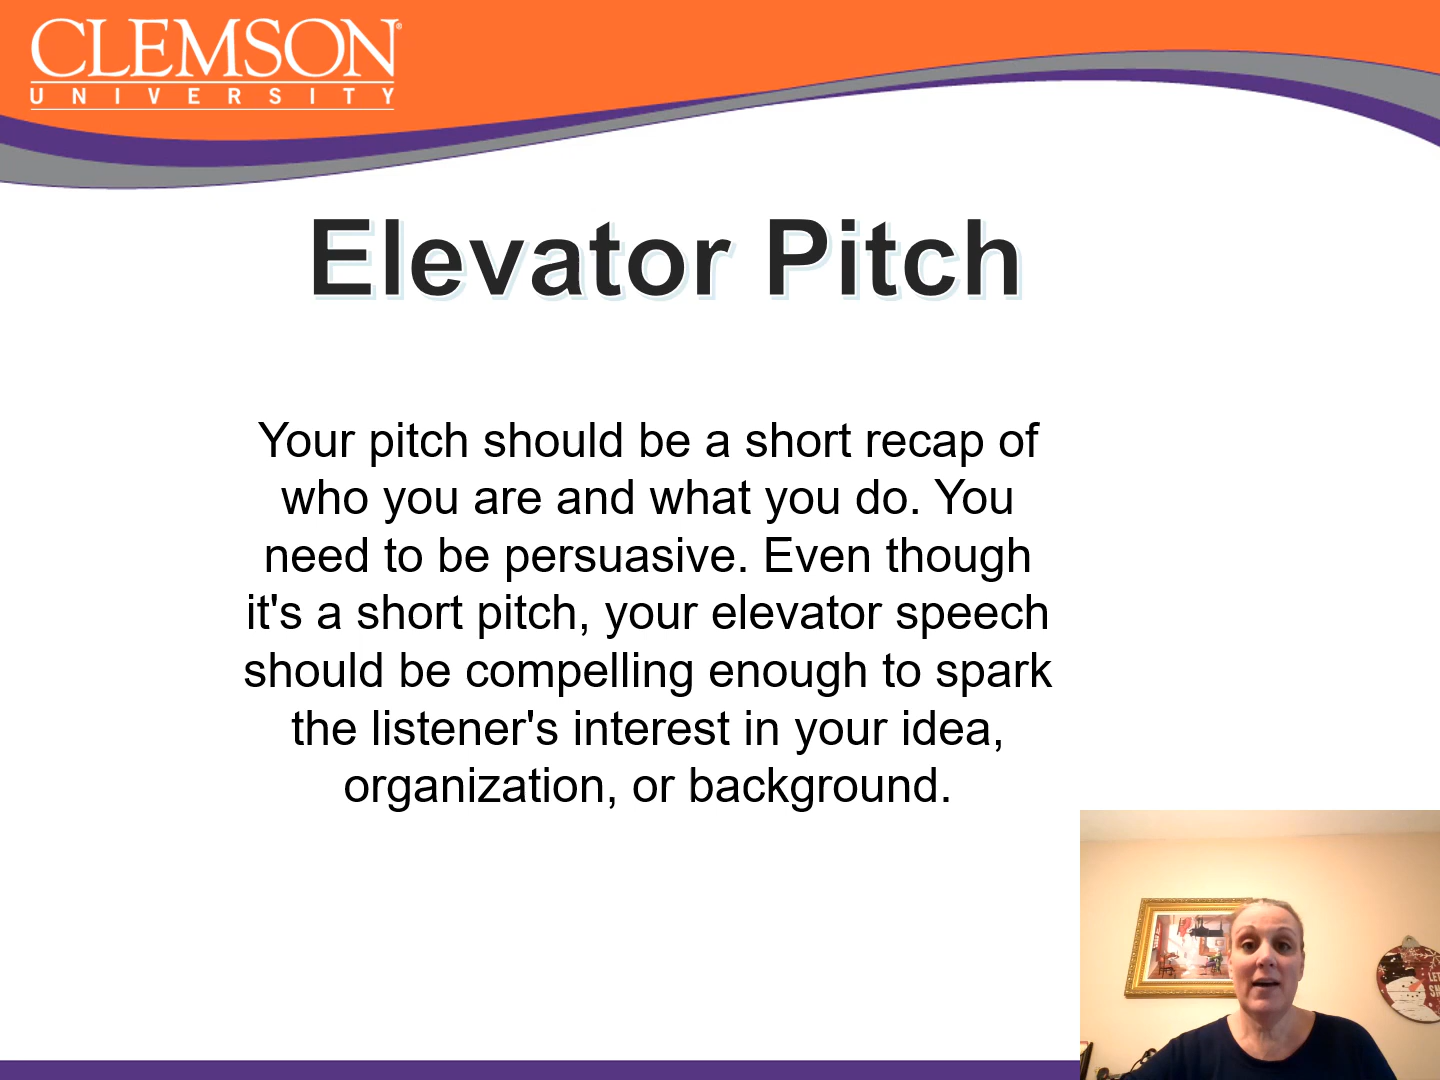 CLEMSON®
UNIVERSITY
Elevator Pitch
Your pitch should be a short recap of
who you are and what you do. You
need to be persuasive. Even though
it's a short pitch, your elevator speech
should be compelling enough to spark
the listener's interest in your idea,
organization, or background.